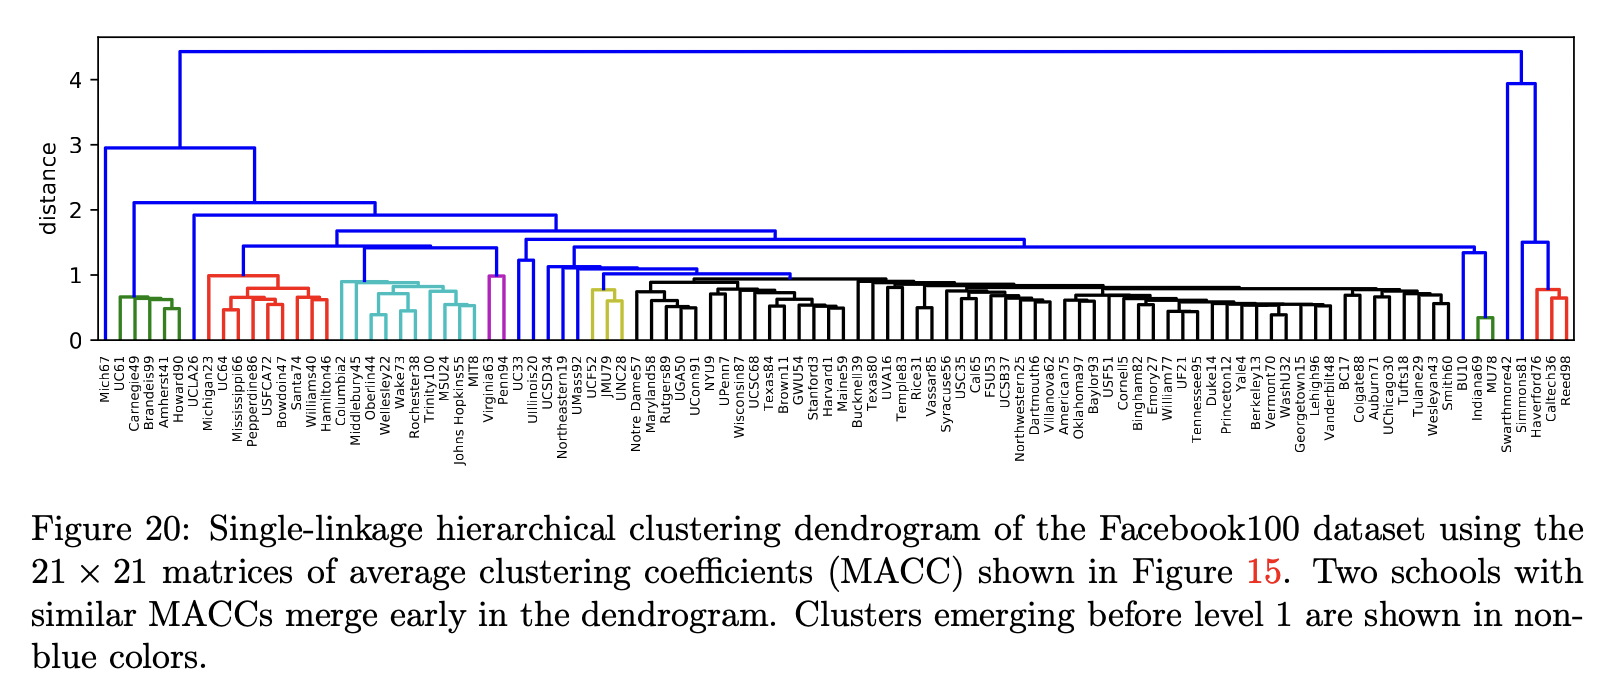 4
3
2
1
0
distance
Mich67
UC61
Carnegie49
Brandeis99
Amherst41
Howard90
UCLA26
Michigan23
UC64
Mississippi66
Pepperdine86
USFCA72
Bowdoin47
Santa74
Williams40
Hamilton46
Columbia2
Middlebury45
Oberlin44
Wellesley22
Wake73
Rochester38
Trinity100
MSU24
Johns Hopkins55
MIT8
Virginia63
Penn94
UC33
UIllinois20
UCSD34
Northeastern19
UMass92
UCF52
JMU79
UNC28
Notre Dame57
Maryland58
Rutgers89
UGA50
UConn91
NYU9
UPenn7
Wisconsin87
UCSC68
Texas84
Brown11
GWU54
Stanford3
Harvard1
Maine59
Bucknell39
Texas80
UVA16
Temple83
Rice31
Vassar85
Syracuse56
USC35
Cal65
FSU53
UCSB37
Northwestern25
Dartmouth6
Villanova62
American75
Oklahoma97
Baylor93
USF51
Cornell5
Bingham82
Emory27
William77
UF21
Tennessee95
Duke14
Princeton12
Yale4
Berkeley13
Vermont70
WashU32
Georgetown15
Lehigh96
Vanderbilt48
BC17
Colgate88
Auburn71
UChicago30
Tufts18
Tulane29
Wesleyan43
Smith60
BU10
Indiana69
MU78
Swarthmore42
Simmons81
Haverford76
Caltech36
Reed98
Figure 20: Single-linkage hierarchical clustering dendrogram of the Facebook100 dataset using the
21 × 21 matrices of average clustering coefficients (MACC) shown in Figure 15. Two schools with
similar MACCs merge early in the dendrogram. Clusters emerging before level 1 are shown in non-
blue colors.